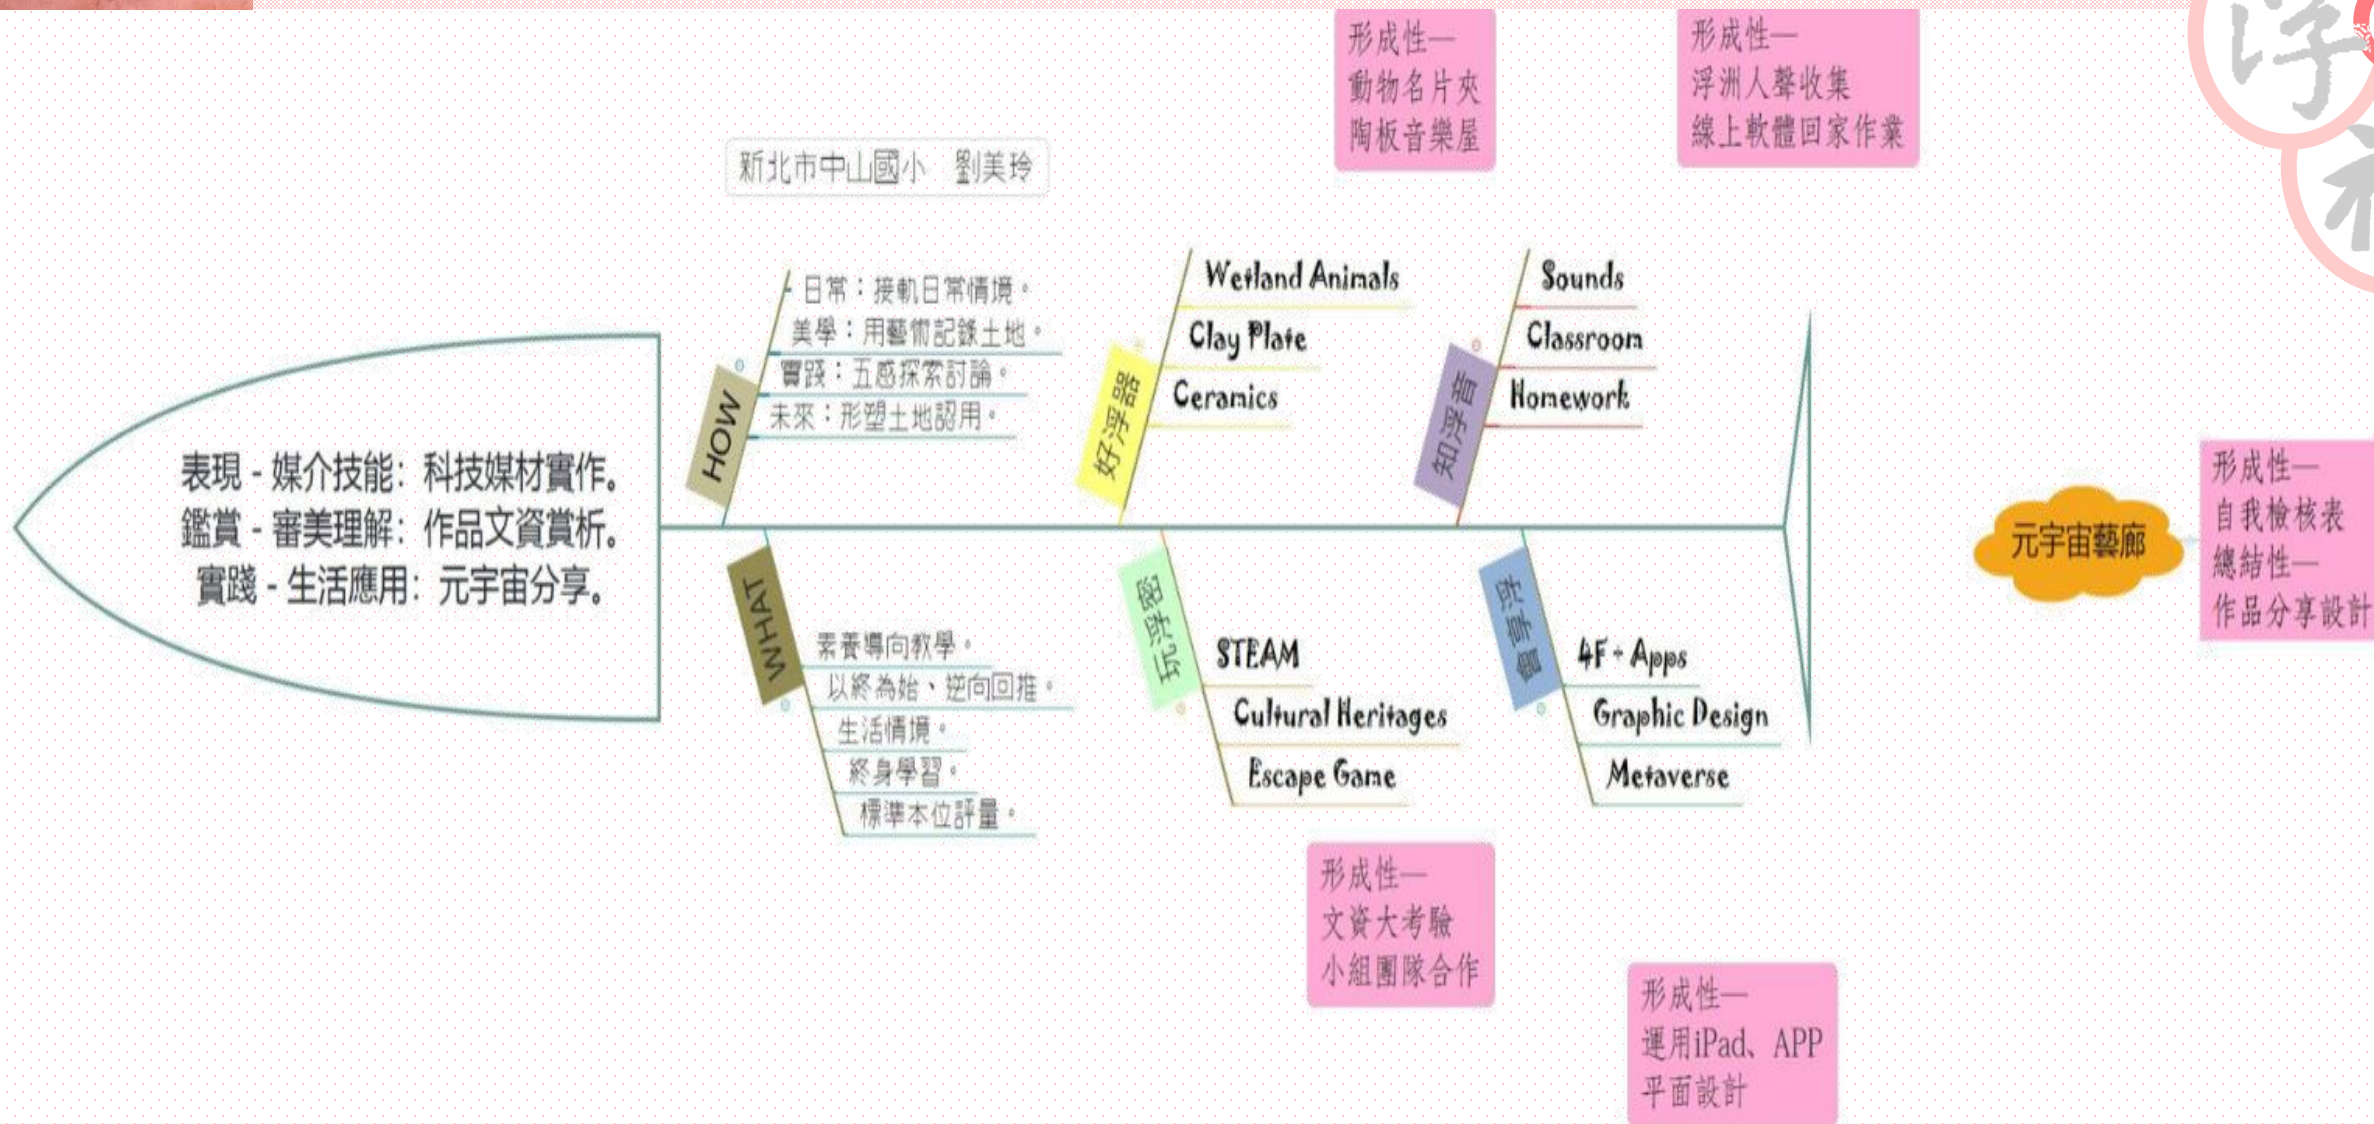 形成性—
動物名片夾
陶板音樂屋
形成性—
浮洲人聲收集
線上軟體回家作業
浮
新北市中山國小　劉美玲
HOW
日常：接軌日常情境。
美學：用藝術記錄土地。
實踐：五感探索討論。
未來：形塑土地認用。
好浮器
Wetland Animals
Clay Plate
Ceramics
知浮音
Sounds
Classroom
Homework
表現 - 媒介技能：科技媒材實作。
鑑賞 - 審美理解：作品文資賞析。
實踐 - 生活應用：元宇宙分享。
WHAT
素養導向教學。
以終為始、逆向回推。
生活情境。
終身學習。
標準本位評量。
玩浮密
STEAM
Cultural Heritages
Escape Game
會享浮
4F + Apps
Graphic Design
Metaverse
元宇宙藝廊
形成性—
自我檢核表
總結性—
作品分享設計
形成性—
文資大考驗
小組團隊合作
形成性—
運用iPad、APP
平面設計